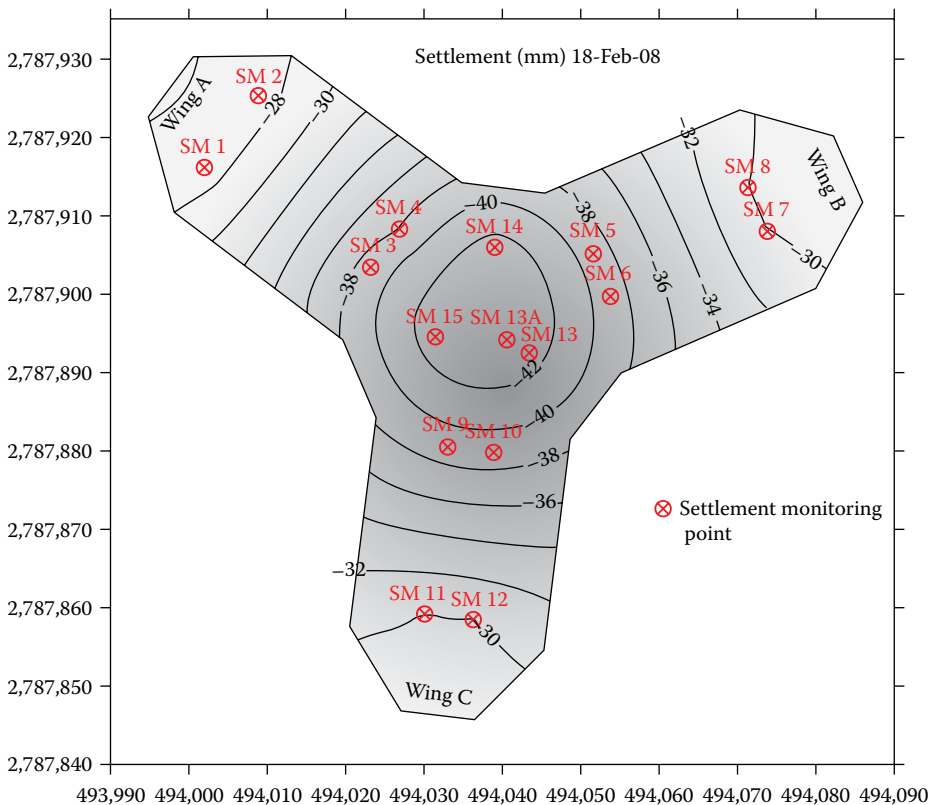 Settlement (mm) 18-Feb-08
2,787,930
2,787,920
2,787,910
2,787,900
2,787,890
2,787,880
2,787,870
2,787,860
2,787,850
2,787,840
493,990 494,000 494,010 494,020 494,030 494,040 494,050 494,060 494,070 494,080 494,090
Wing A
SM 2
SM 1
−28
−30
SM 4
SM 3
−38
−40
SM 14
SM 15
SM 13A
SM 13
−42
−40
−38
SM 5
SM 6
−36
−34
−32
SM 8
SM 7
Wing B
−30
SM 9
SM 10
−38
−36
−32
SM 11
SM 12
−30
Wing C
Settlement monitoring
point